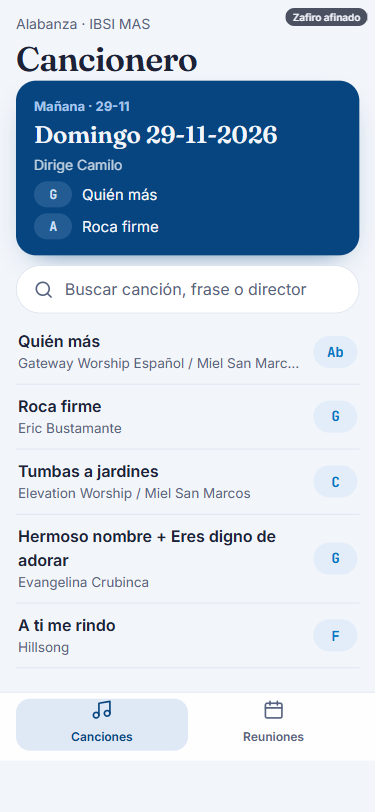 Alabanza · IBSI MAS
Zafiro afinado
Cancionero
Mañana · 29-11
Domingo 29-11-2026
Dirige Camilo
G Quién más
A Roca firme
Buscar canción, frase o director
Quién más
Gateway Worship Español / Miel San Marc...
Ab
Roca firme
Eric Bustamante
G
Tumbas a jardines
Elevation Worship / Miel San Marcos
C
Hermoso nombre + Eres digno de
adorar
Evangelina Crubinca
G
A ti me rindo
Hillsong
F
Canciones
Reuniones